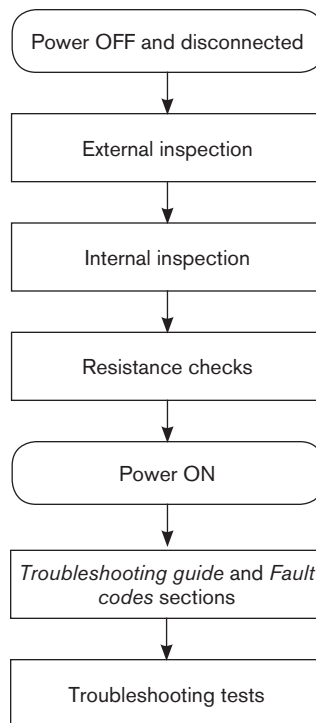 Power OFF and disconnected
External inspection
Internal inspection
Resistance checks
Power ON
Troubleshooting guide and Fault
codes sections
Troubleshooting tests